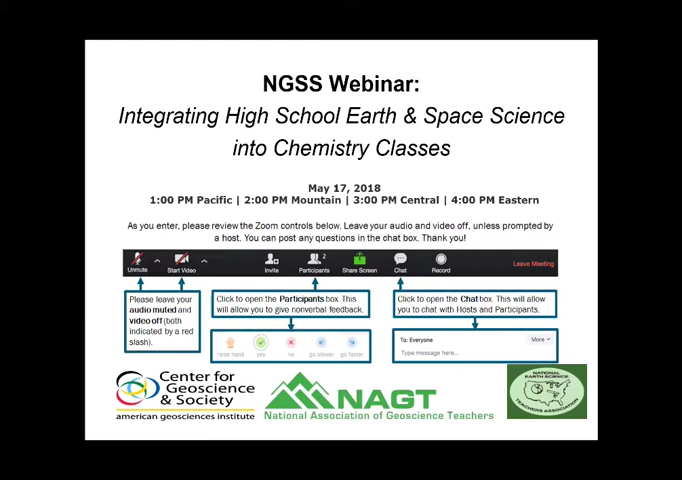 NGSS Webinar:
Integrating High School Earth & Space Science
into Chemistry Classes
May 17, 2018
1:00 PM Pacific | 2:00 PM Mountain | 3:00 PM Central | 4:00 PM Eastern
As you enter, please review the Zoom controls below. Leave your audio and video off, unless prompted by
a host. You can post any questions in the chat box. Thank you!
Unmute
Start Video
Invite
2
Participants
Share Screen
Chat
Record
Leave Meeting
Please leave your
audio muted and
video off (both
indicated by a red
slash).
Click to open the Participants box. This
will allow you to give nonverbal feedback.
raise hand yes no go slower go faster
Click to open the Chat box. This will allow
you to chat with Hosts and Participants.
To: Everyone
More
Type message here...
Center for
Geoscience
& Society
american geosciences institute
NAGT
National Association of Geoscience Teachers
NATIONAL EARTH SCIENCE
TEACHERS ASSOCIATION